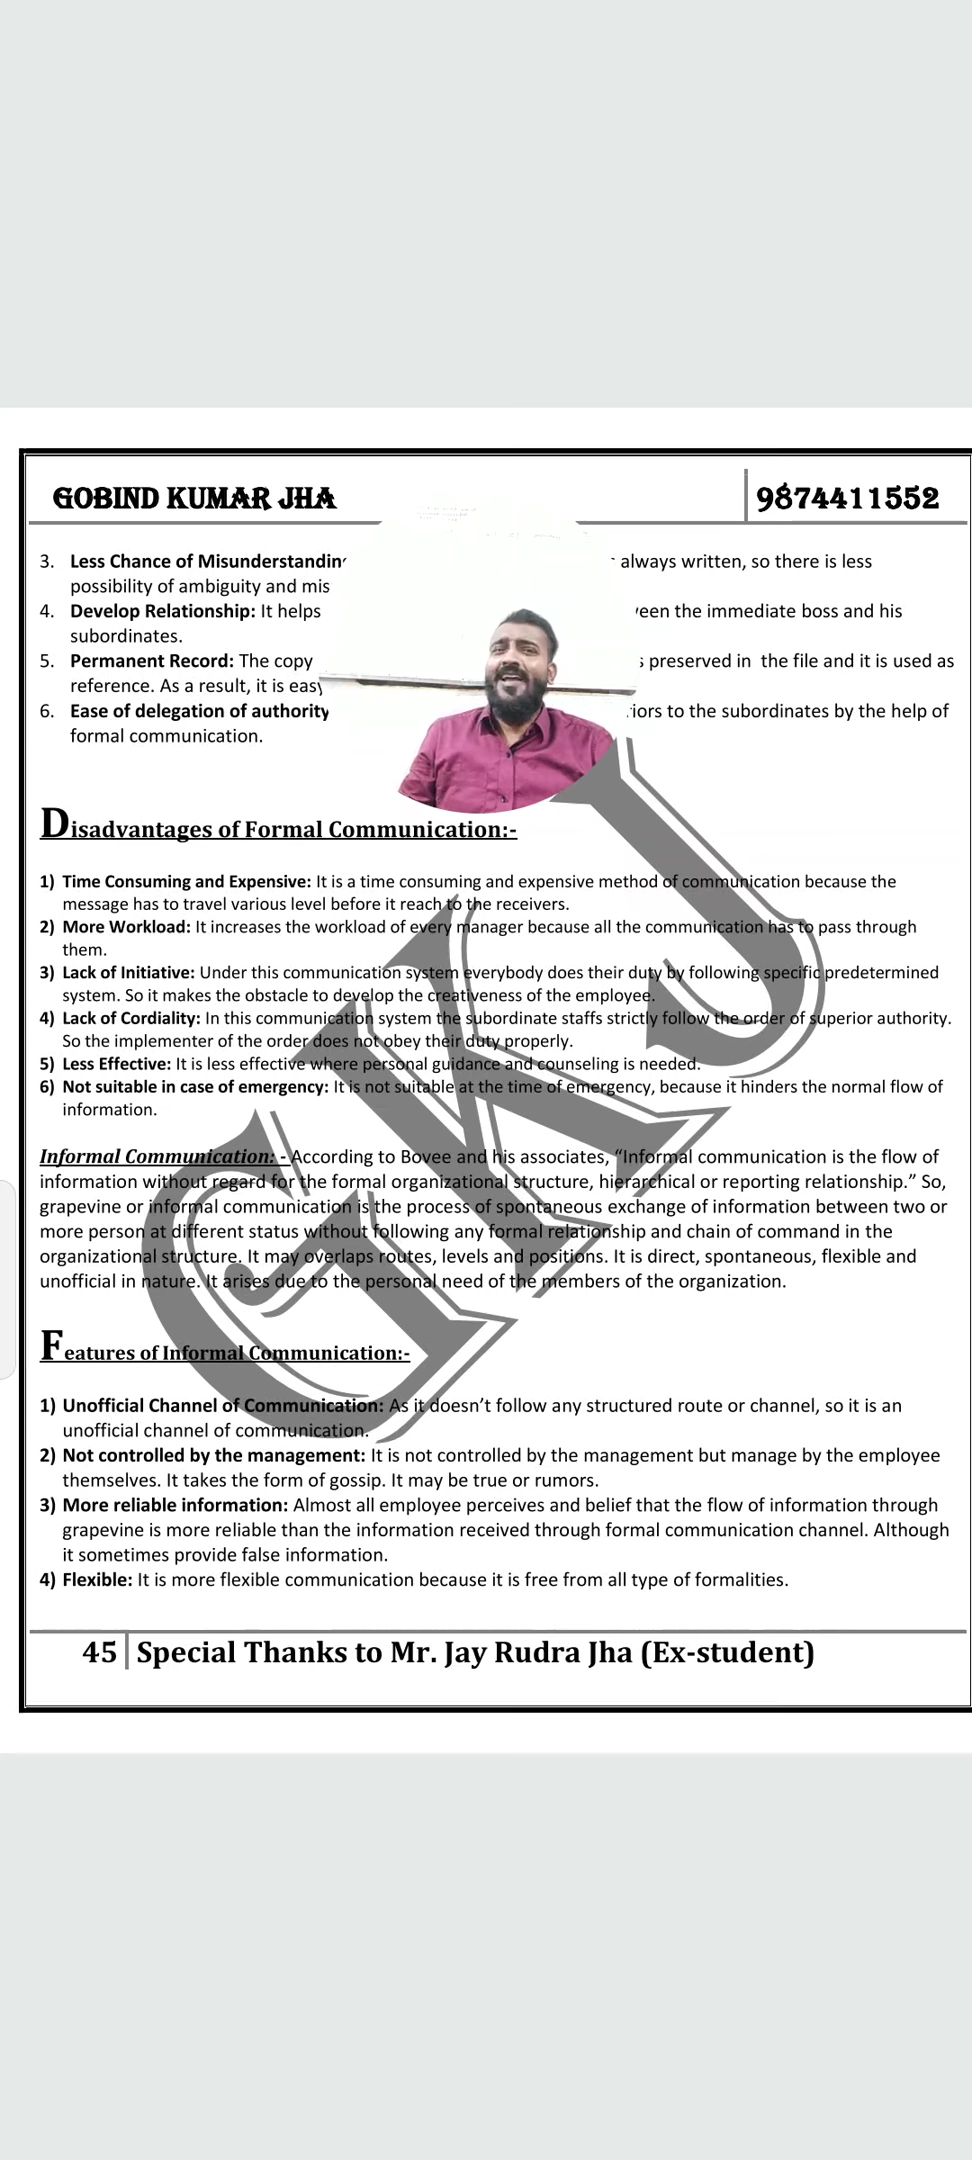 GOBIND KUMAR JHA
9874411552
3. Less Chance of Misunderstanding always written, so there is less
possibility of ambiguity and mis
4. Develop Relationship: It helps een the immediate boss and his
subordinates.
5. Permanent Record: The copy preserved in the file and it is used as
reference. As a result, it is easy
6. Ease of delegation of authority iors to the subordinates by the help of
formal communication.
Disadvantages of Formal Communication:-
1) Time Consuming and Expensive: It is a time consuming and expensive method of communication because the
message has to travel various level before it reach to the receivers.
2) More Workload: It increases the workload of every manager because all the communication has to pass through
them.
3) Lack of Initiative: Under this communication system everybody does their duty by following specific predetermined
system. So it makes the obstacle to develop the creativeness of the employee.
4) Lack of Cordiality: In this communication system the subordinate staffs strictly follow the order of superior authority.
So the implementer of the order does not obey their duty properly.
5) Less Effective: It is less effective where personal guidance and counseling is needed.
6) Not suitable in case of emergency: It is not suitable at the time of emergency, because it hinders the normal flow of
information.
Informal Communication: - According to Bovee and his associates, “Informal communication is the flow of
information without regard for the formal organizational structure, hierarchical or reporting relationship.” So,
grapevine or informal communication is the process of spontaneous exchange of information between two or
more person at different status without following any formal relationship and chain of command in the
organizational structure. It may overlaps routes, levels and positions. It is direct, spontaneous, flexible and
unofficial in nature. It arises due to the personal need of the members of the organization.
Features of Informal Communication:-
1) Unofficial Channel of Communication: As it doesn’t follow any structured route or channel, so it is an
unofficial channel of communication.
2) Not controlled by the management: It is not controlled by the management but manage by the employee
themselves. It takes the form of gossip. It may be true or rumors.
3) More reliable information: Almost all employee perceives and belief that the flow of information through
grapevine is more reliable than the information received through formal communication channel. Although
it sometimes provide false information.
4) Flexible: It is more flexible communication because it is free from all type of formalities.
GKJ
45 Special Thanks to Mr. Jay Rudra Jha (Ex-student)